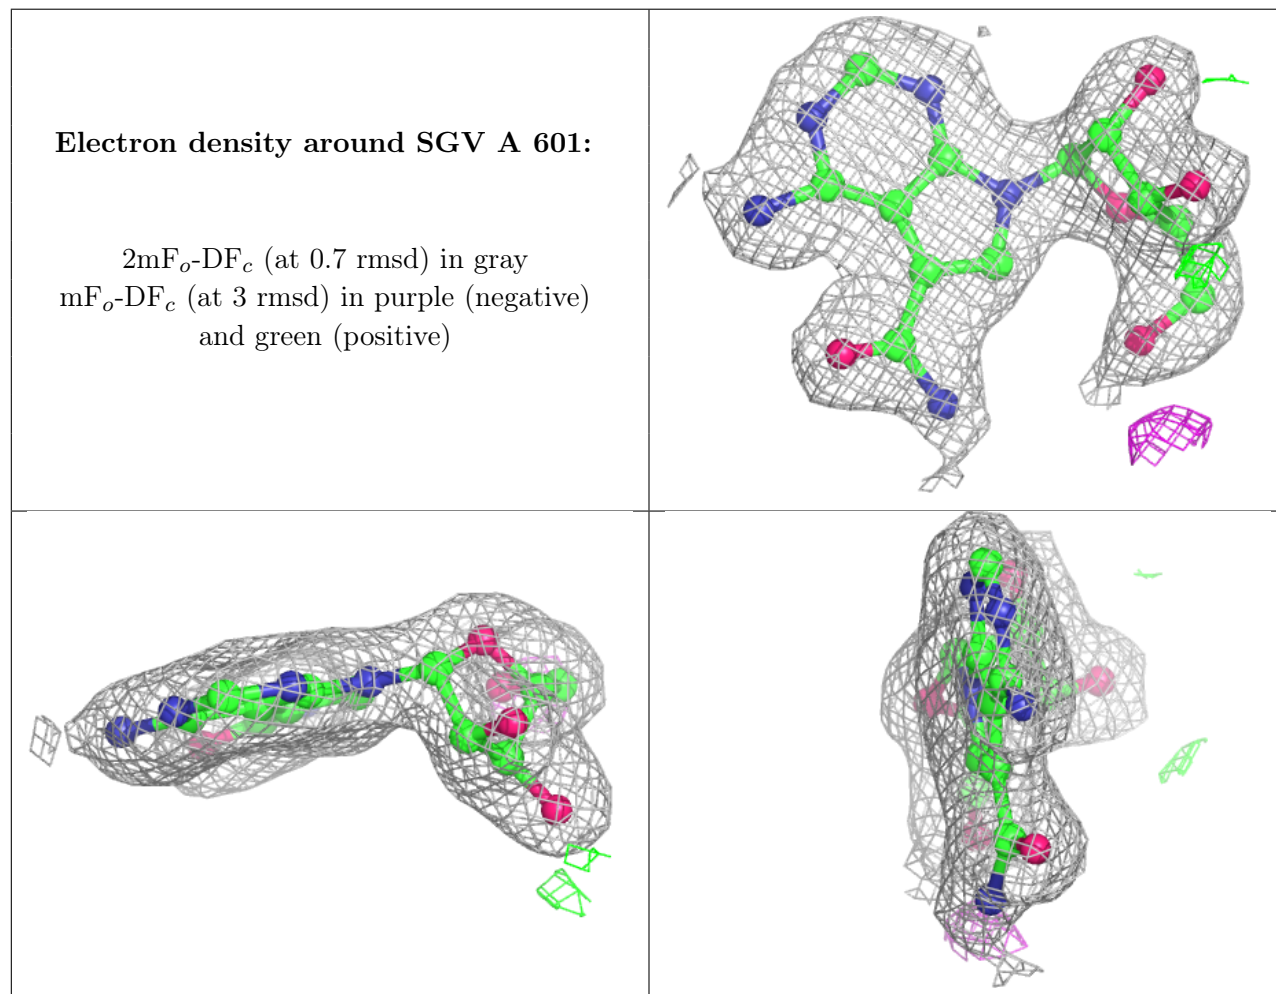 Electron density around SGV A 601:
2mFo-DFc (at 0.7 rmsd) in gray
mFo-DFc (at 3 rmsd) in purple (negative)
and green (positive)